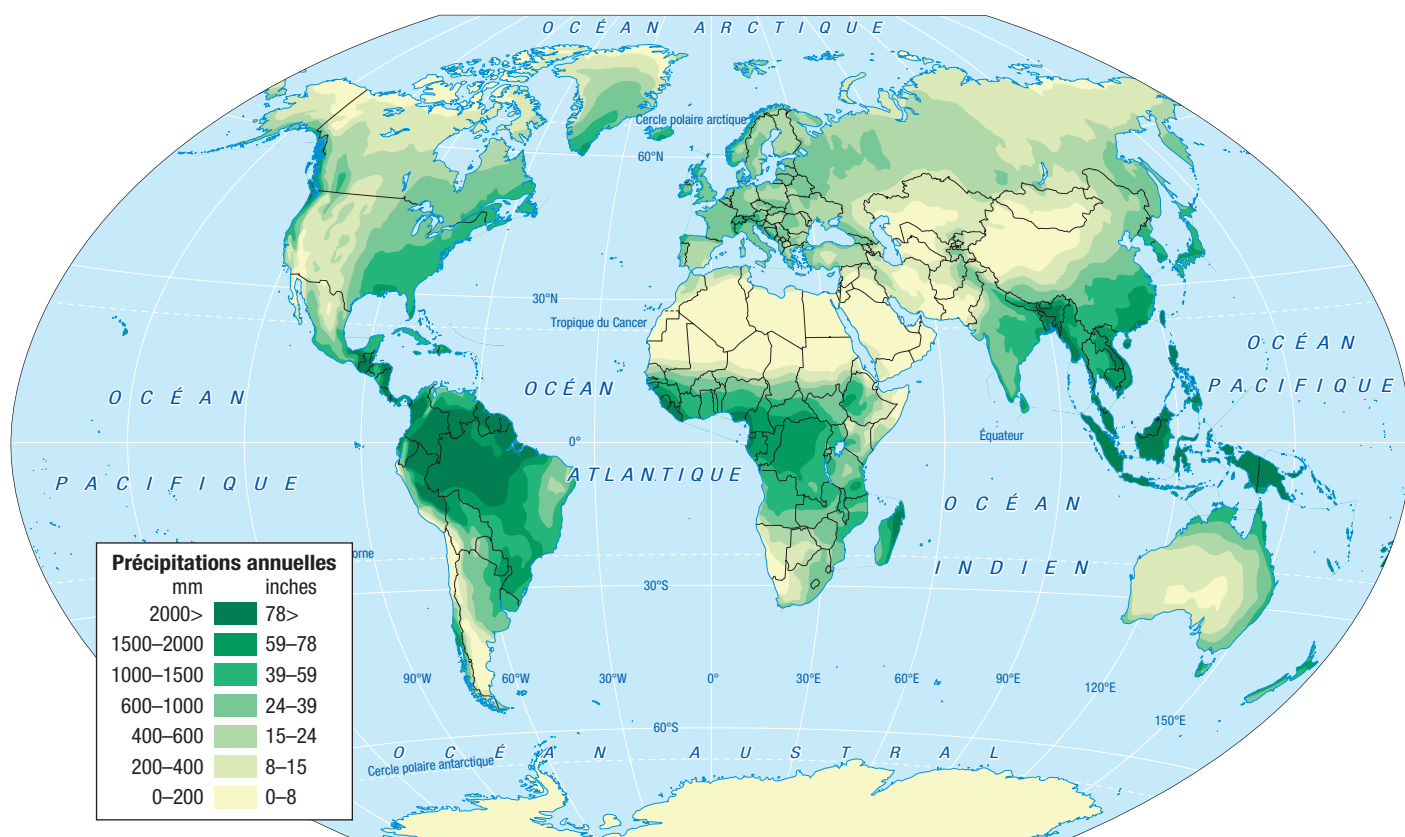 OCÉAN ARCTIQUE
Cercle polaire arctique
60°N
30°N
Tropique du Cancer
OCÉAN
PACIFIQUE
OCÉAN
ATLANTIQUE
OCÉAN
PACIFIQUE
0°
Équateur
OCÉAN
INDIEN
orne
30°S
90°W
60°W
30°W
0°
30°E
60°E
90°E
120°E
150°E
60°S
OCÉAN AUSTRAL
Cercle polaire antarctique
Précipitations annuelles
mm inches
2000> 78>
1500–2000 59–78
1000–1500 39–59
600–1000 24–39
400–600 15–24
200–400 8–15
0–200 0–8